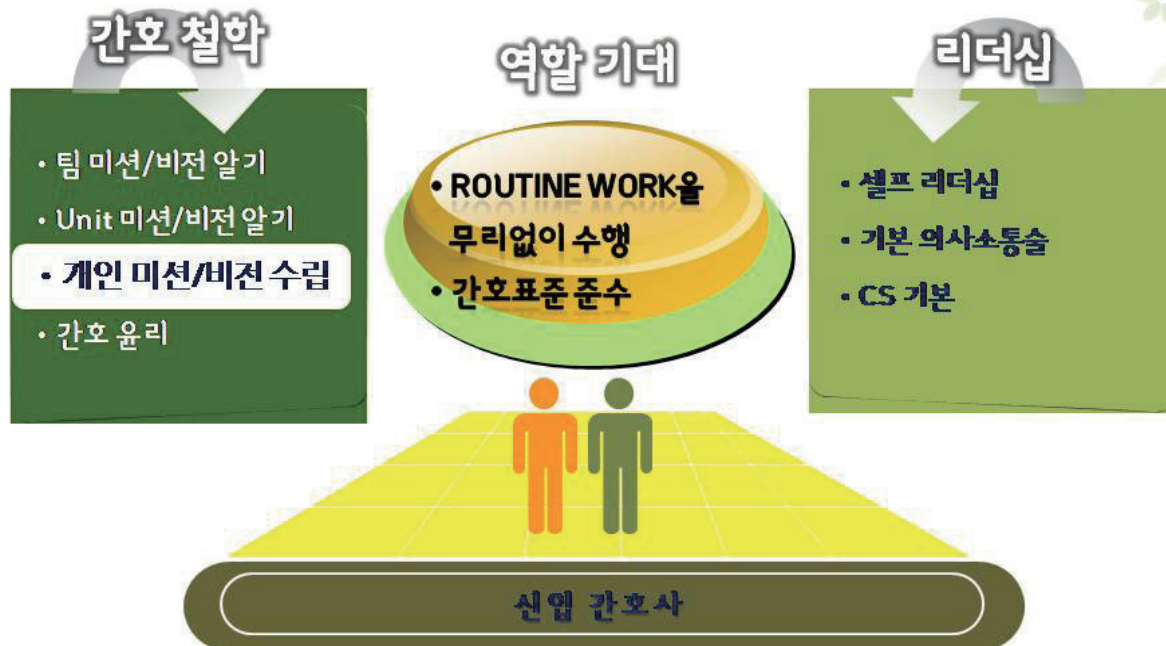 간호 철학
• 팀 미션/비전 알기
• Unit 미션/비전 알기
• 개인 미션/비전 수립
• 간호 윤리
역할 기대
• ROUTINE WORK을
무리없이 수행
• 간호표준 준수
리더십
• 셀프 리더십
• 기본 의사소통술
• CS 기본
신입 간호사